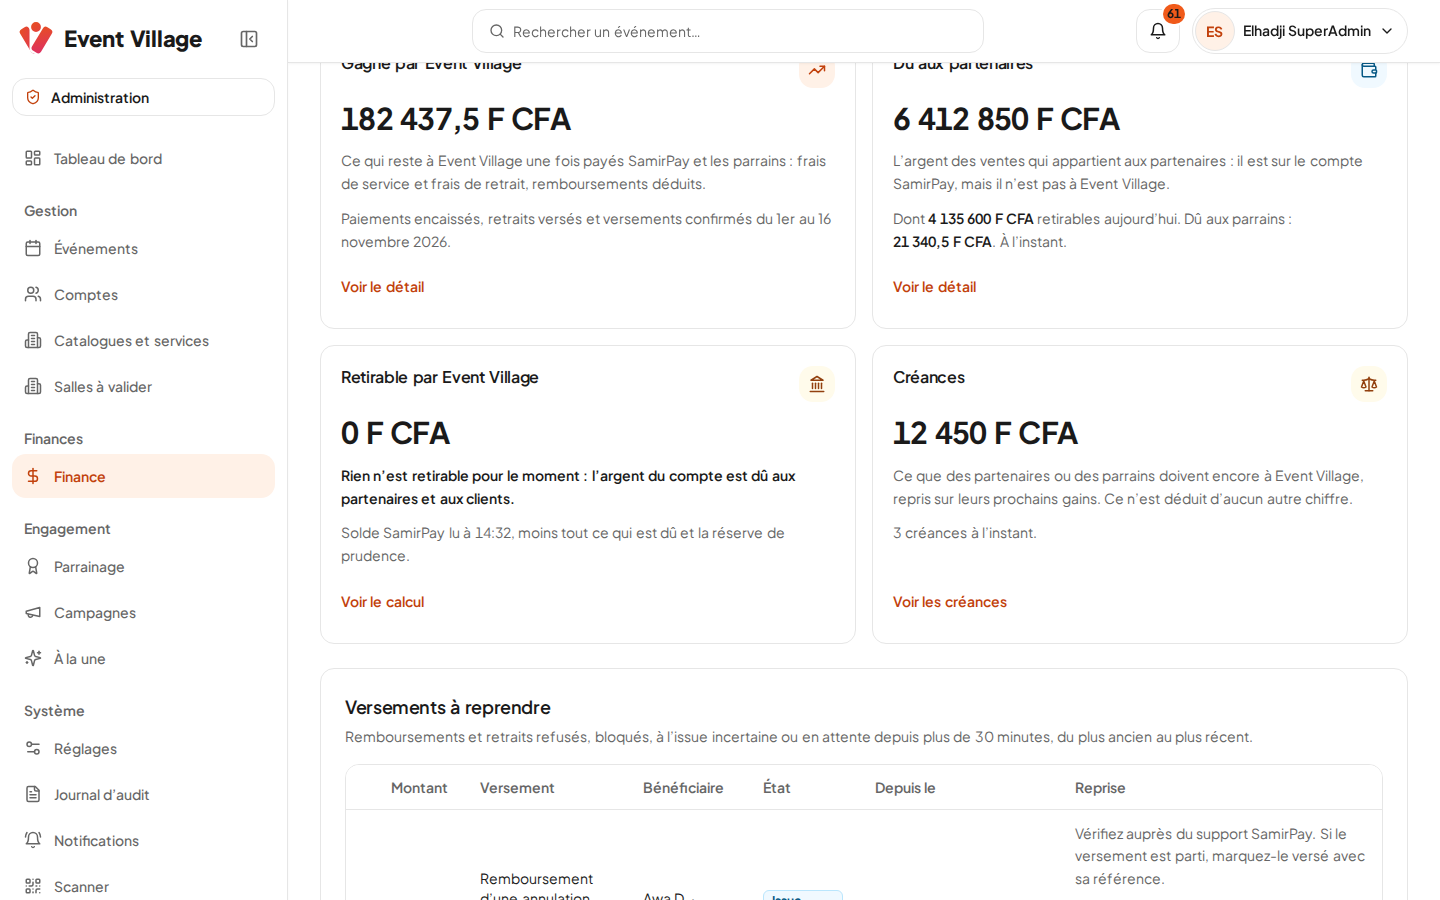 Event Village
Rechercher un événement...
61
ES
Elhadji SuperAdmin
Administration
Tableau de bord
Gestion
Événements
Comptes
Catalogues et services
Salles à valider
Finances
Finance
Engagement
Parrainage
Campagnes
À la une
Système
Réglages
Journal d'audit
Notifications
Scanner
Gagné par Event Village
182 437,5 F CFA
Ce qui reste à Event Village une fois payés SamirPay et les parrains : frais
de service et frais de retrait, remboursements déduits.
Paiements encaissés, retraits versés et versements confirmés du 1er au 16
novembre 2026.
Voir le détail
Dû aux partenaires
6 412 850 F CFA
L'argent des ventes qui appartient aux partenaires : il est sur le compte
SamirPay, mais il n'est pas à Event Village.
Dont 4 135 600 F CFA retirables aujourd'hui. Dû aux parrains :
21 340,5 F CFA. À l'instant.
Voir le détail
Retirable par Event Village
0 F CFA
Rien n'est retirable pour le moment : l'argent du compte est dû aux
partenaires et aux clients.
Solde SamirPay lu à 14:32, moins tout ce qui est dû et la réserve de
prudence.
Voir le calcul
Créances
12 450 F CFA
Ce que des partenaires ou des parrains doivent encore à Event Village,
repris sur leurs prochains gains. Ce n'est déduit d'aucun autre chiffre.
3 créances à l'instant.
Voir les créances
Versements à reprendre
Remboursements et retraits refusés, bloqués, à l'issue incertaine ou en attente depuis plus de 30 minutes, du plus ancien au plus récent.
Montant Versement Bénéficiaire État Depuis le Reprise
Vérifiez auprès du support SamirPay. Si le
versement est parti, marquez-le versé avec
sa référence.
Remboursement
d'une annulation
Awa D.
Issue